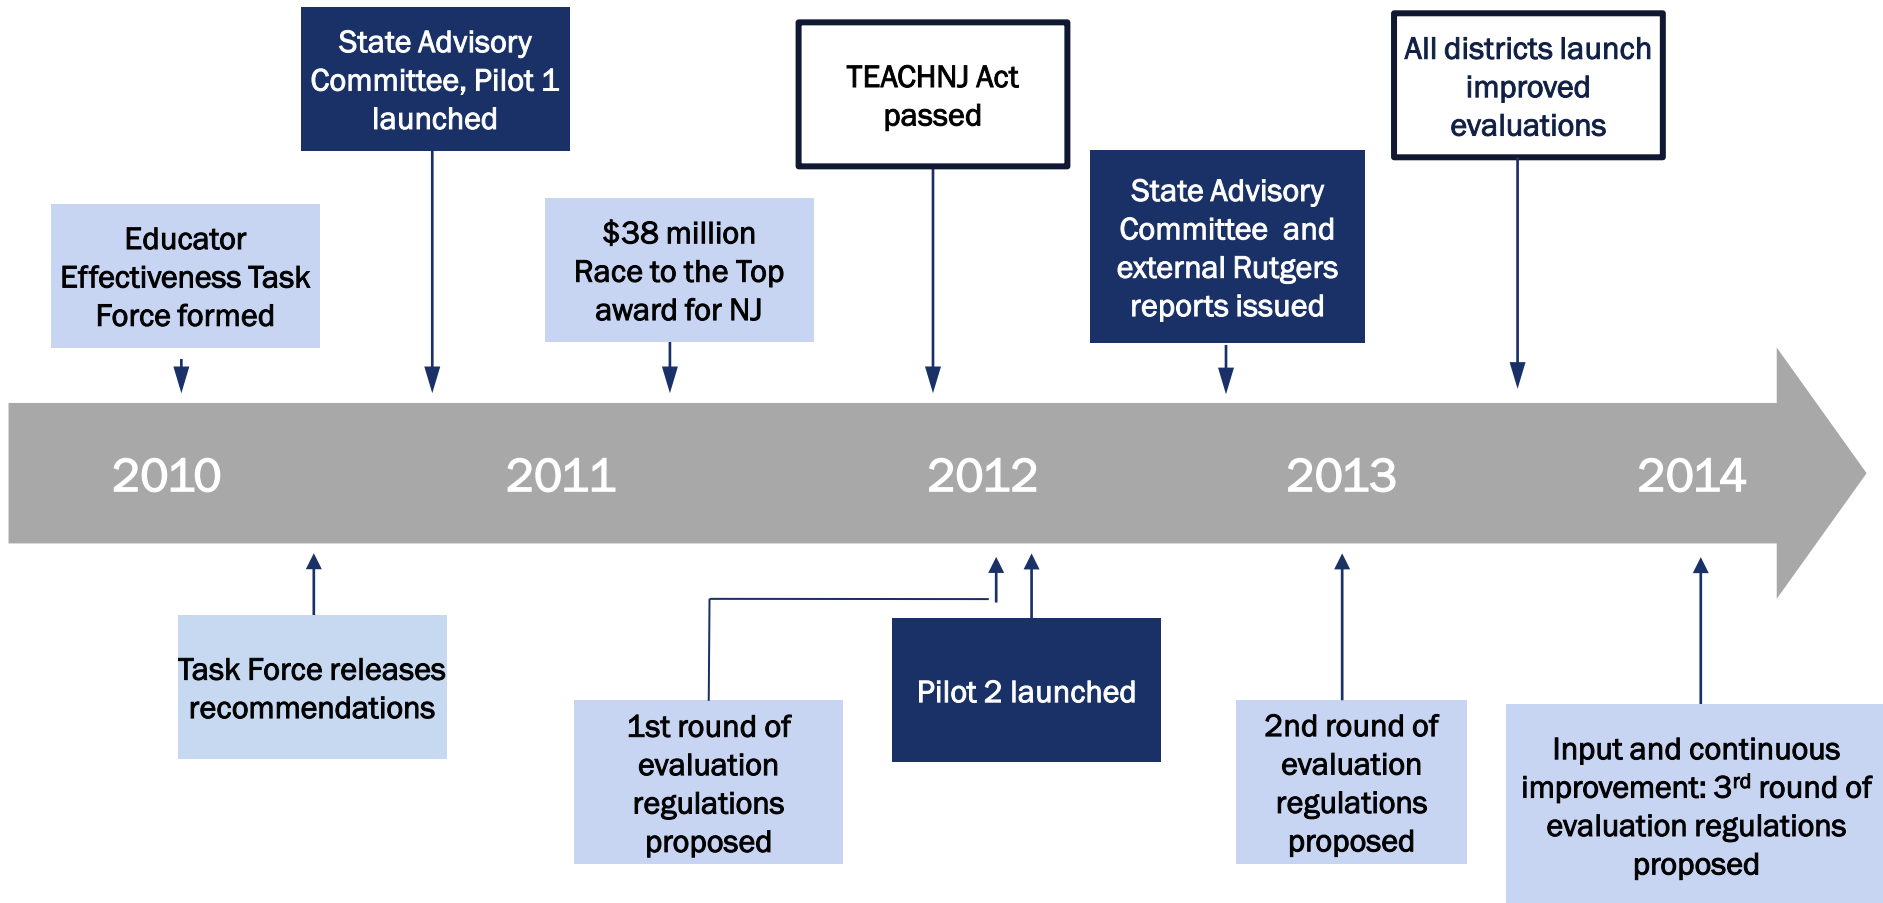 State Advisory
Committee, Pilot 1
launched
TEACHNJ Act
passed
All districts launch
improved
evaluations
Educator
Effectiveness Task
Force formed
$38 million
Race to the Top
award for NJ
State Advisory
Committee  and
external Rutgers
reports issued
2010
2011
2012
2013
2014
Task Force releases
recommendations
1st round of
evaluation
regulations
proposed
Pilot 2 launched
2nd round of
evaluation
regulations
proposed
Input and continuous
improvement: 3rd round of
evaluation regulations
proposed